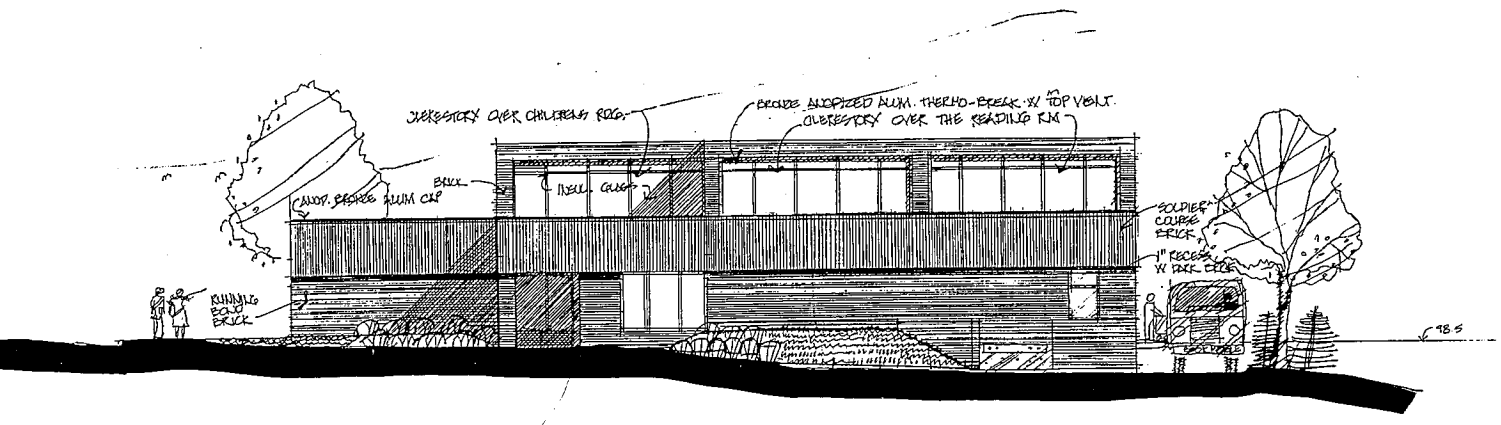 CLERESTORY OVER CHILDRENS RDG.
BRONZE ANODIZED ALUM. THERMO-BREAK W/ TOP VENT.
CLERESTORY OVER THE READING RM
BRICK
INSUL. GLASS
ANOD. BRONZE ALUM CAP
SOLDIER
COURSE
BRICK
1" RECESS
W/ DARK BRICK
RUNNING
BOND
BRICK
98.5